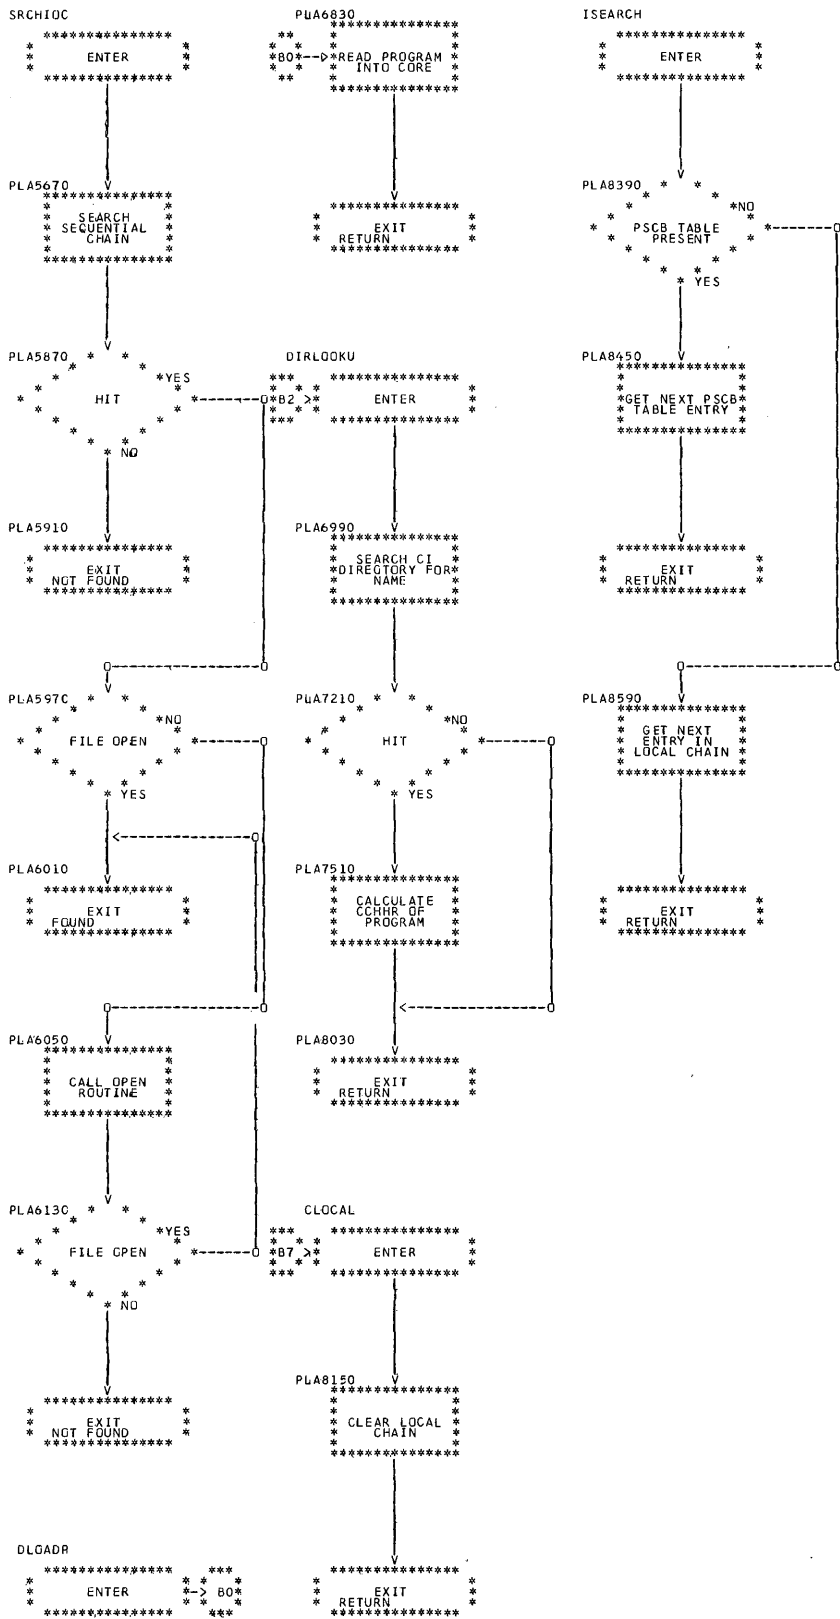 SRCHIOC
ENTER
PLA5670
SEARCH
SEQUENTIAL
CHAIN
PLA5870
YES
HIT
NO
PLA5910
EXIT
NOT FOUND
PLA597C
NO
FILE OPEN
YES
PLA6010
EXIT
FOUND
PLA6050
CALL OPEN
ROUTINE
PLA613C
YES
FILE OPEN
NO
EXIT
NOT FOUND
DLOADR
ENTER
B0
PLA6830
B0
READ PROGRAM
INTO CORE
EXIT
RETURN
DIRLOOKU
B2
ENTER
PLA6990
SEARCH CI
DIRECTORY FOR
NAME
PLA7210
NO
HIT
YES
PLA7510
CALCULATE
CCHHR OF
PROGRAM
PLA8030
EXIT
RETURN
CLOCAL
B7
ENTER
PLA8150
CLEAR LOCAL
CHAIN
EXIT
RETURN
ISEARCH
ENTER
PLA8390
NO
PSCB TABLE
PRESENT
YES
PLA8450
GET NEXT PSCB
TABLE ENTRY
EXIT
RETURN
PLA8590
GET NEXT
ENTRY IN
LOCAL CHAIN
EXIT
RETURN